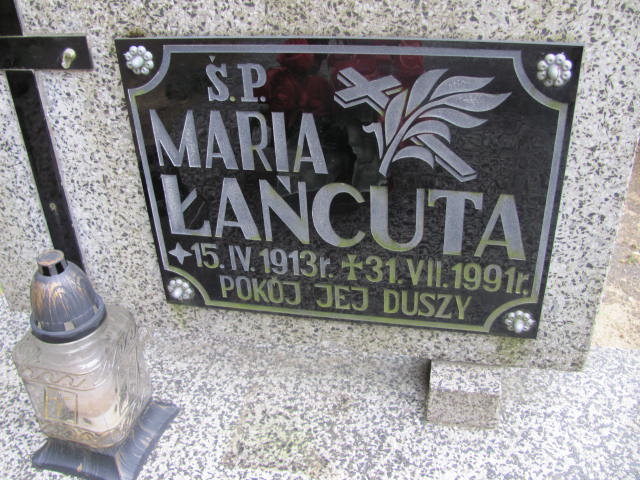 Ś.P.
MARIA
ŁAŃCUTA
15. IV. 1913r. 31. VII. 1991r.
POKÓJ JEJ DUSZY